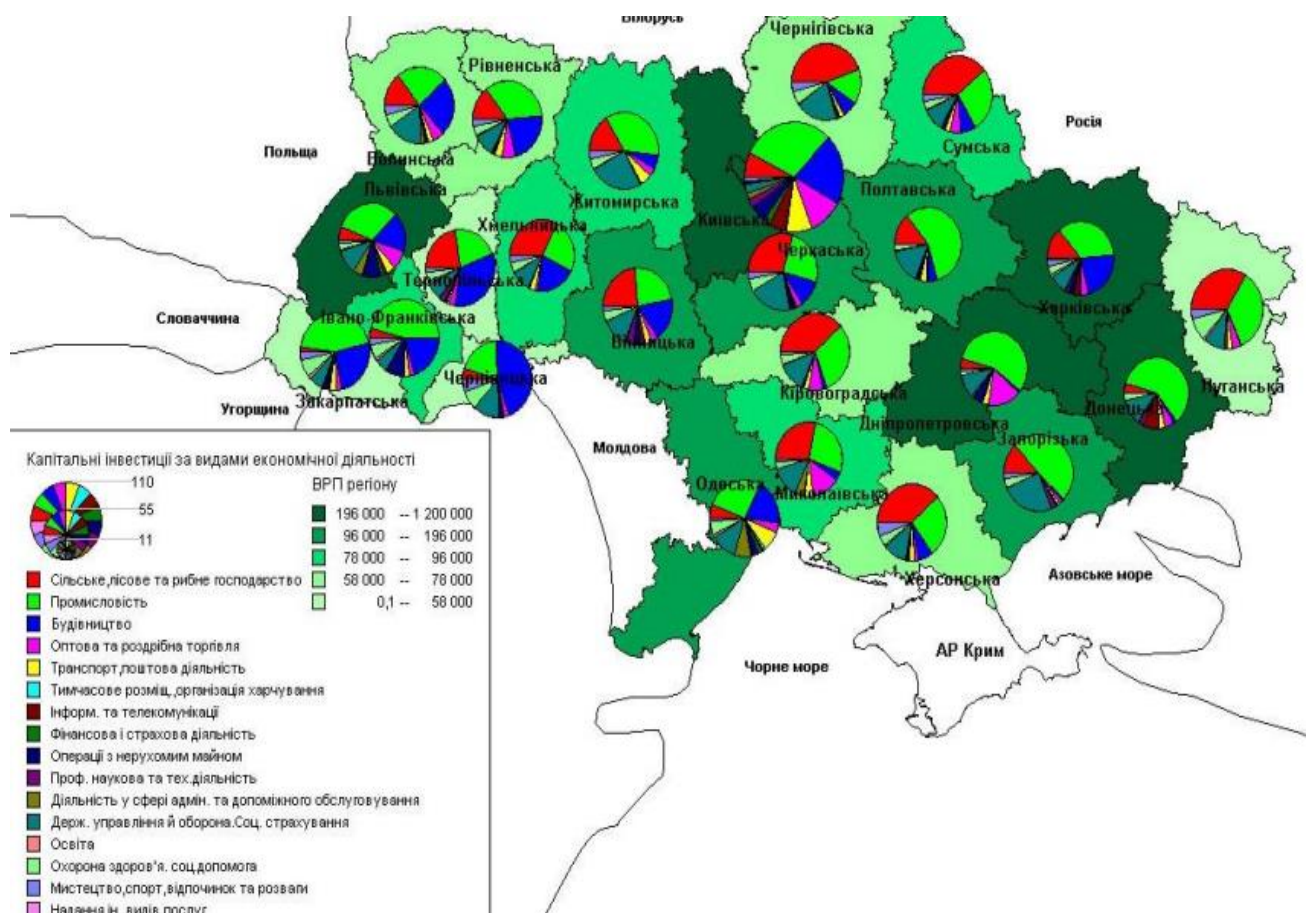 Білорусь
Чернігівська
Рівненська
Росія
Польща
Волинська
Сумська
Львівська
Житомирська
Київська
Полтавська
Хмельницька
Черкаська
Тернопільська
Харківська
Словаччина
Івано-Франківська
Вінницька
Чернівецька
Кіровоградська
Луганська
Закарпатська
Донецька
Угорщина
Дніпропетровська
Молдова
Запорізька
Одеська
Миколаївська
Херсонська
Азовське море
АР Крим
Чорне море
Капітальні інвестиції за видами економічної діяльності
110
55
11
ВРП регіону
196 000 -- 1 200 000
96 000 -- 196 000
78 000 -- 96 000
58 000 -- 78 000
0,1 -- 58 000
Сільське,лісове та рибне господарство
Промисловість
Будівництво
Оптова та роздрібна торгівля
Транспорт,поштова діяльність
Тимчасове розміщ.,організація харчування
Інформ. та телекомунікації
Фінансова і страхова діяльність
Операції з нерухомим майном
Проф. наукова та тех.діяльність
Діяльність у сфері адмін. та допоміжного обслуговування
Держ. управління й оборона.Соц. страхування
Освіта
Охорона здоров'я. соц.допомога
Мистецтво,спорт,відпочинок та розваги
Надання ін. видів послуг